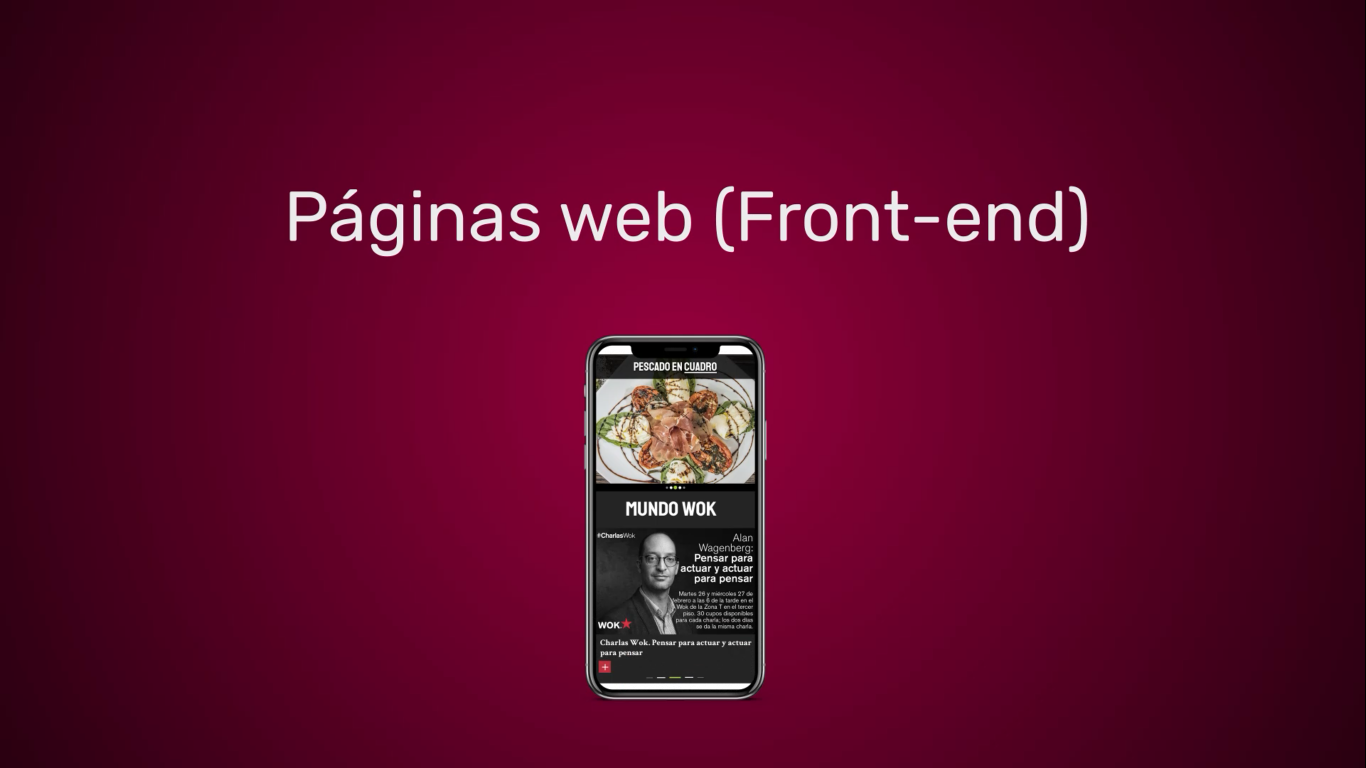 Páginas web (Front-end)
PESCADO EN CUADRO
MUNDO WOK
#CharlasWok
Alan
Wagenberg:
Pensar para
actuar y actuar
para pensar
Martes 26 y miércoles 27 de
febrero a las 6 de la tarde en el
Wok de la Zona T en el tercer
piso. 30 cupos disponibles
para cada charla; los dos días
se da la misma charla.
WOK
Charlas Wok. Pensar para actuar y actuar
para pensar
+